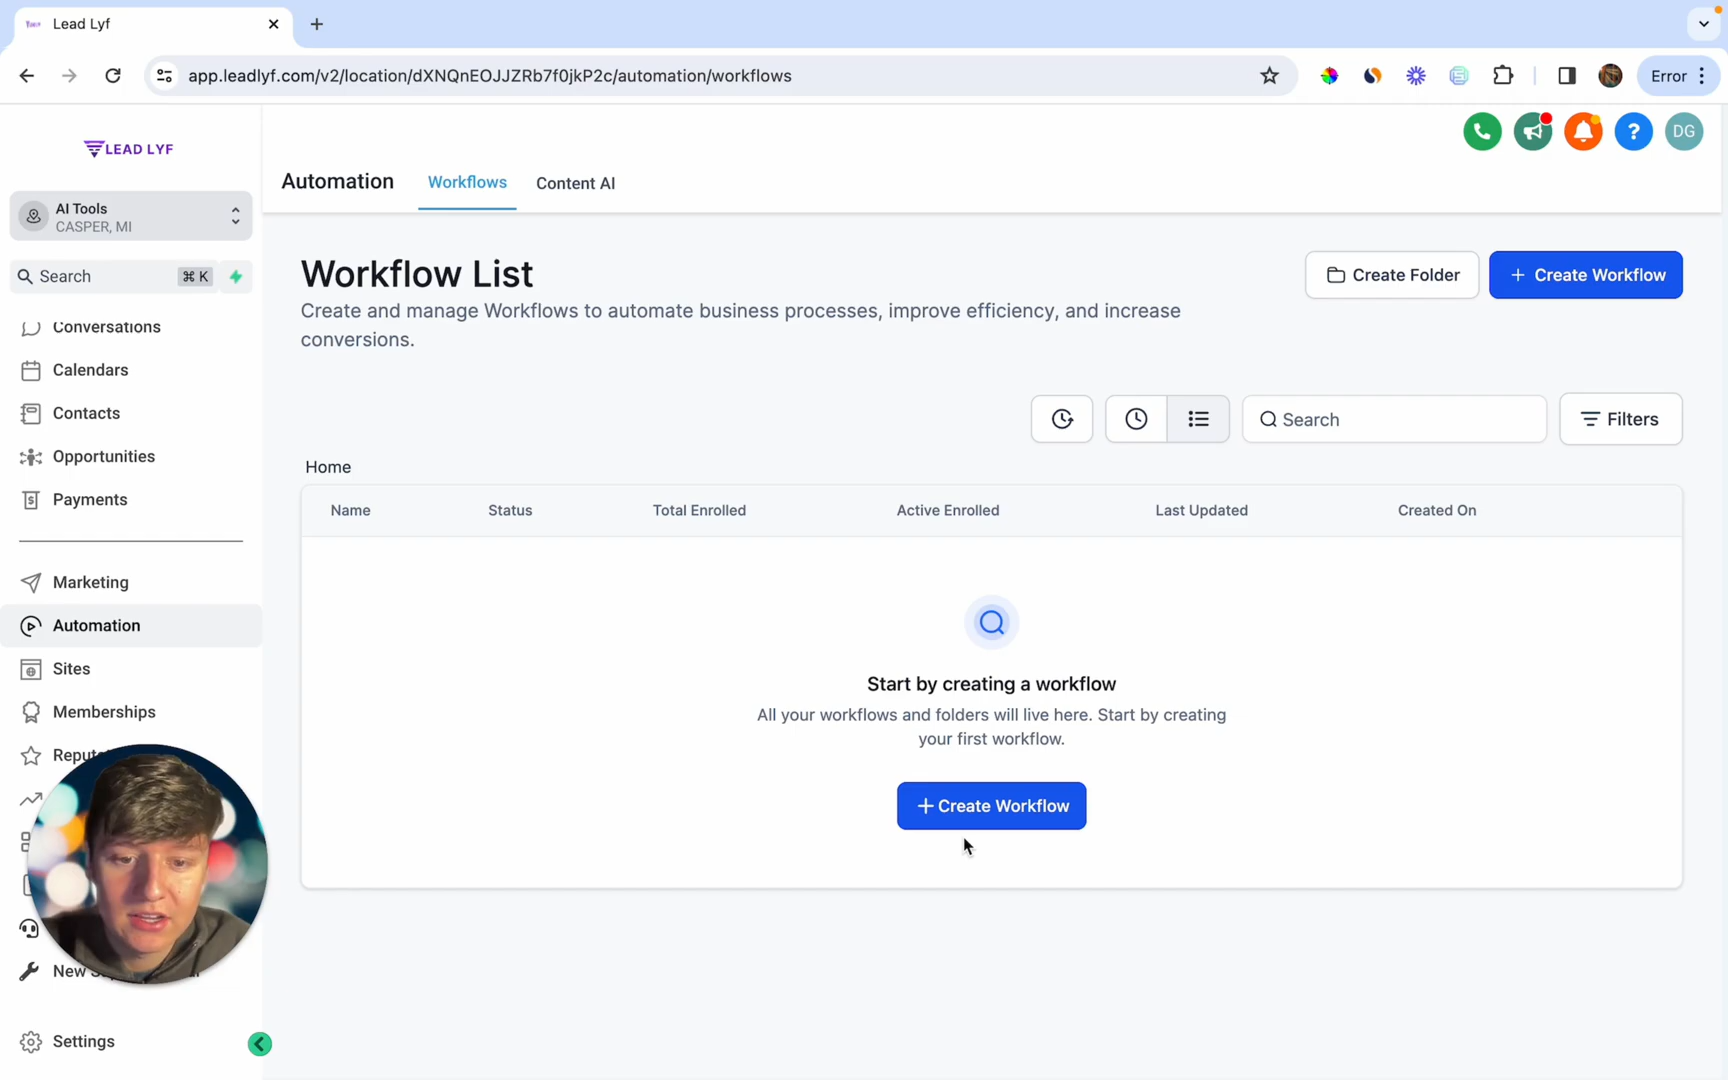 Lead Lyf
app.leadlyf.com/v2/location/dXNQnEOJJZRb7f0jkP2c/automation/workflows
Error
LEAD LYF
DG
Automation
Workflows
Content AI
AI Tools
CASPER, MI
Search
⌘ K
Conversations
Calendars
Contacts
Opportunities
Payments
Marketing
Automation
Sites
Memberships
New
Settings
Workflow List
Create and manage Workflows to automate business processes, improve efficiency, and increase
conversions.
Create Folder
+ Create Workflow
Search
Filters
Home
Name
Status
Total Enrolled
Active Enrolled
Last Updated
Created On
Start by creating a workflow
All your workflows and folders will live here. Start by creating
your first workflow.
+ Create Workflow